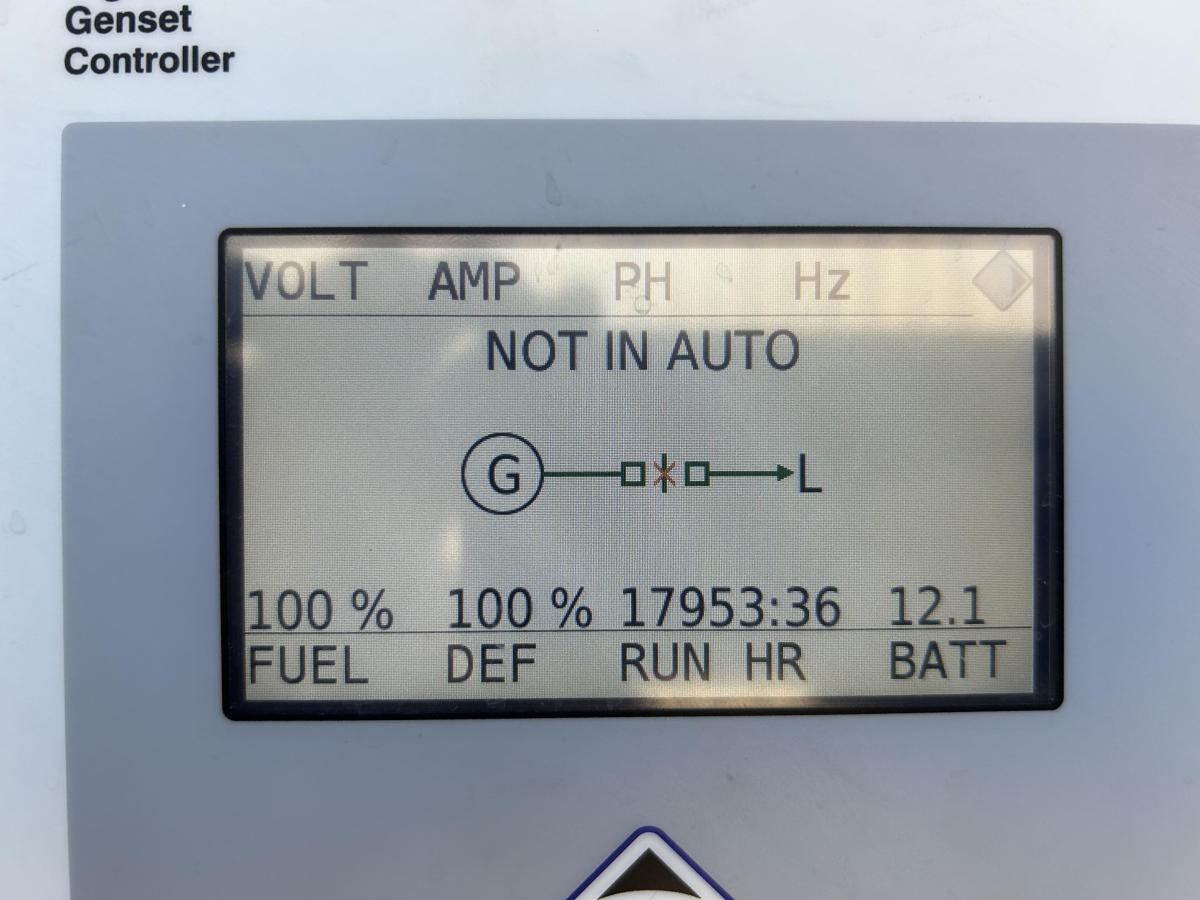 Genset
Controller
VOLT AMP PH Hz
NOT IN AUTO
G L
100 % 100 % 17953:36 12.1
FUEL DEF RUN HR BATT